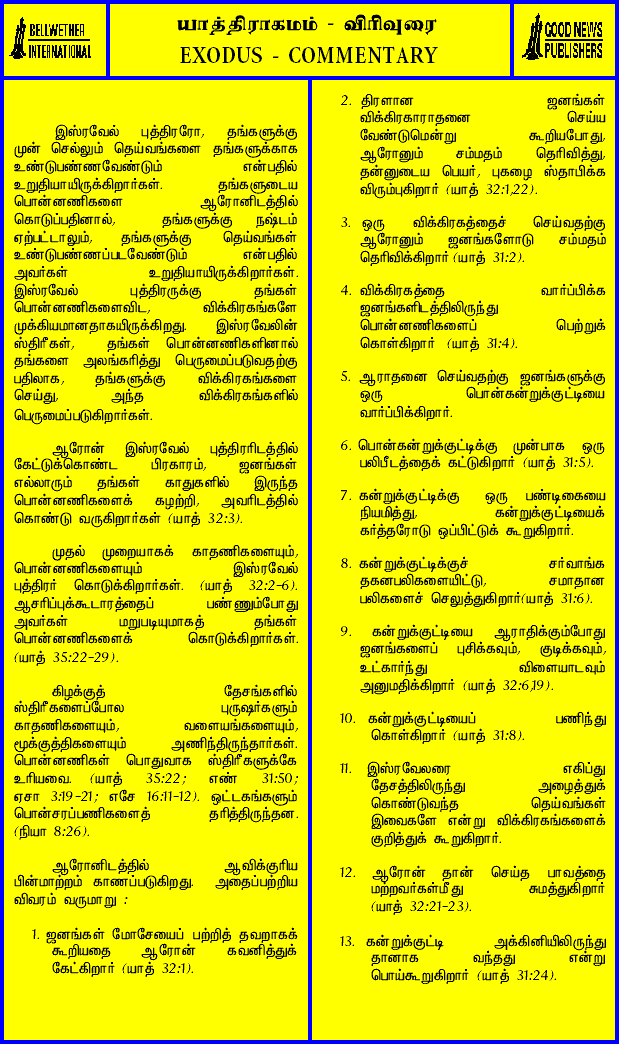 BELLWETHER
INTERNATIONAL
யாத்திராகமம் - விரிவுரை
EXODUS - COMMENTARY
GOOD NEWS
PUBLISHERS
இஸ்ரவேல் புத்திரரோ, தங்களுக்கு
முன் செல்லும் தெய்வங்களை தங்களுக்காக
உண்டுபண்ணவேண்டும் என்பதில்
உறுதியாயிருக்கிறார்கள். தங்களுடைய
பொன்னணிகளை ஆரோனிடத்தில்
கொடுப்பதினால், தங்களுக்கு நஷ்டம்
ஏற்பட்டாலும், தங்களுக்கு தெய்வங்கள்
உண்டுபண்ணப்படவேண்டும் என்பதில்
அவர்கள் உறுதியாயிருக்கிறார்கள்.
இஸ்ரவேல் புத்திரருக்கு தங்கள்
பொன்னணிகளைவிட, விக்கிரகங்களே
முக்கியமானதாகயிருக்கிறது. இஸ்ரவேலின்
ஸ்திரீகள், தங்கள் பொன்னணிகளினால்
தங்களை அலங்கரித்து பெருமைப்படுவதற்கு
பதிலாக, தங்களுக்கு விக்கிரகங்களை
செய்து, அந்த விக்கிரகங்களில்
பெருமைப்படுகிறார்கள்.
ஆரோன் இஸ்ரவேல் புத்திரரிடத்தில்
கேட்டுக்கொண்ட பிரகாரம், ஜனங்கள்
எல்லாரும் தங்கள் காதுகளில் இருந்த
பொன்னணிகளைக் கழற்றி, அவரிடத்தில்
கொண்டு வருகிறார்கள் (யாத் 32:3).
முதல் முறையாகக் காதணிகளையும்,
பொன்னணிகளையும் இஸ்ரவேல்
புத்திரர் கொடுக்கிறார்கள். (யாத் 32:2-6).
ஆசரிப்புக்கூடாரத்தைப் பண்ணும்போது
அவர்கள் மறுபடியுமாகத் தங்கள்
பொன்னணிகளைக் கொடுக்கிறார்கள்.
(யாத் 35:22-29).
கிழக்குத் தேசங்களில்
ஸ்திரீகளைப்போல புருஷர்களும்
காதணிகளையும், வளையங்களையும்,
மூக்குத்திகளையும் அணிந்திருந்தார்கள்.
பொன்னணிகள் பொதுவாக ஸ்திரீகளுக்கே
உரியவை. (யாத் 35:22; எண் 31:50;
ஏசா 3:19-21; எசே 16:11-12). ஒட்டகங்களும்
பொன்சரப்பணிகளைத் தரித்திருந்தன.
(நியா 8:26).
ஆரோனிடத்தில் ஆவிக்குரிய
பின்மாற்றம் காணப்படுகிறது. அதைப்பற்றிய
விவரம் வருமாறு :
1. ஜனங்கள் மோசேயைப் பற்றித் தவறாகக்
கூறியதை ஆரோன் கவனித்துக்
கேட்கிறார் (யாத் 32:1).
2. திரளான ஜனங்கள்
விக்கிரகாராதனை செய்ய
வேண்டுமென்று கூறியபோது,
ஆரோனும் சம்மதம் தெரிவித்து,
தன்னுடைய பெயர், புகழை ஸ்தாபிக்க
விரும்புகிறார் (யாத் 32:1,22).
3. ஒரு விக்கிரகத்தைச் செய்வதற்கு
ஆரோனும் ஜனங்களோடு சம்மதம்
தெரிவிக்கிறார் (யாத் 31:2).
4. விக்கிரகத்தை வார்ப்பிக்க
ஜனங்களிடத்திலிருந்து
பொன்னணிகளைப் பெற்றுக்
கொள்கிறார் (யாத் 31:4).
5. ஆராதனை செய்வதற்கு ஜனங்களுக்கு
ஒரு பொன்கன்றுக்குட்டியை
வார்ப்பிக்கிறார்.
6. பொன்கன்றுக்குட்டிக்கு முன்பாக ஒரு
பலிபீடத்தைக் கட்டுகிறார் (யாத் 31:5).
7. கன்றுக்குட்டிக்கு ஒரு பண்டிகையை
நியமித்து, கன்றுக்குட்டியைக்
கர்த்தரோடு ஒப்பிட்டுக் கூறுகிறார்.
8. கன்றுக்குட்டிக்குச் சர்வாங்க
தகனபலிகளையிட்டு, சமாதான
பலிகளைச் செலுத்துகிறார்(யாத் 31:6).
9. கன்றுக்குட்டியை ஆராதிக்கும்போது
ஜனங்களைப் புசிக்கவும், குடிக்கவும்,
உட்கார்ந்து விளையாடவும்
அனுமதிக்கிறார் (யாத் 32:6,19).
10. கன்றுக்குட்டியைப் பணிந்து
கொள்கிறார் (யாத் 31:8).
11. இஸ்ரவேலரை எகிப்து
தேசத்திலிருந்து அழைத்துக்
கொண்டுவந்த தெய்வங்கள்
இவைகளே என்று விக்கிரகங்களைக்
குறித்துக் கூறுகிறார்.
12. ஆரோன் தான் செய்த பாவத்தை
மற்றவர்கள்மீது சுமத்துகிறார்
(யாத் 32:21-23).
13. கன்றுக்குட்டி அக்கினியிலிருந்து
தானாக வந்தது என்று
பொய்கூறுகிறார் (யாத் 31:24).